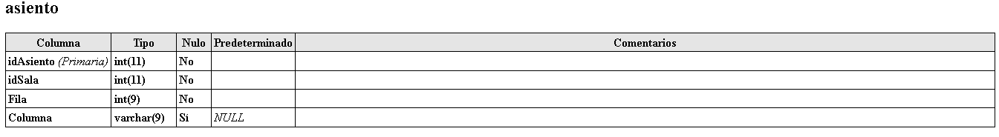 asiento
Columna Tipo Nulo Predeterminado Comentarios
idAsiento (Primaria) int(11) No
idSala int(11) No
Fila int(9) No
Columna varchar(9) Sí NULL